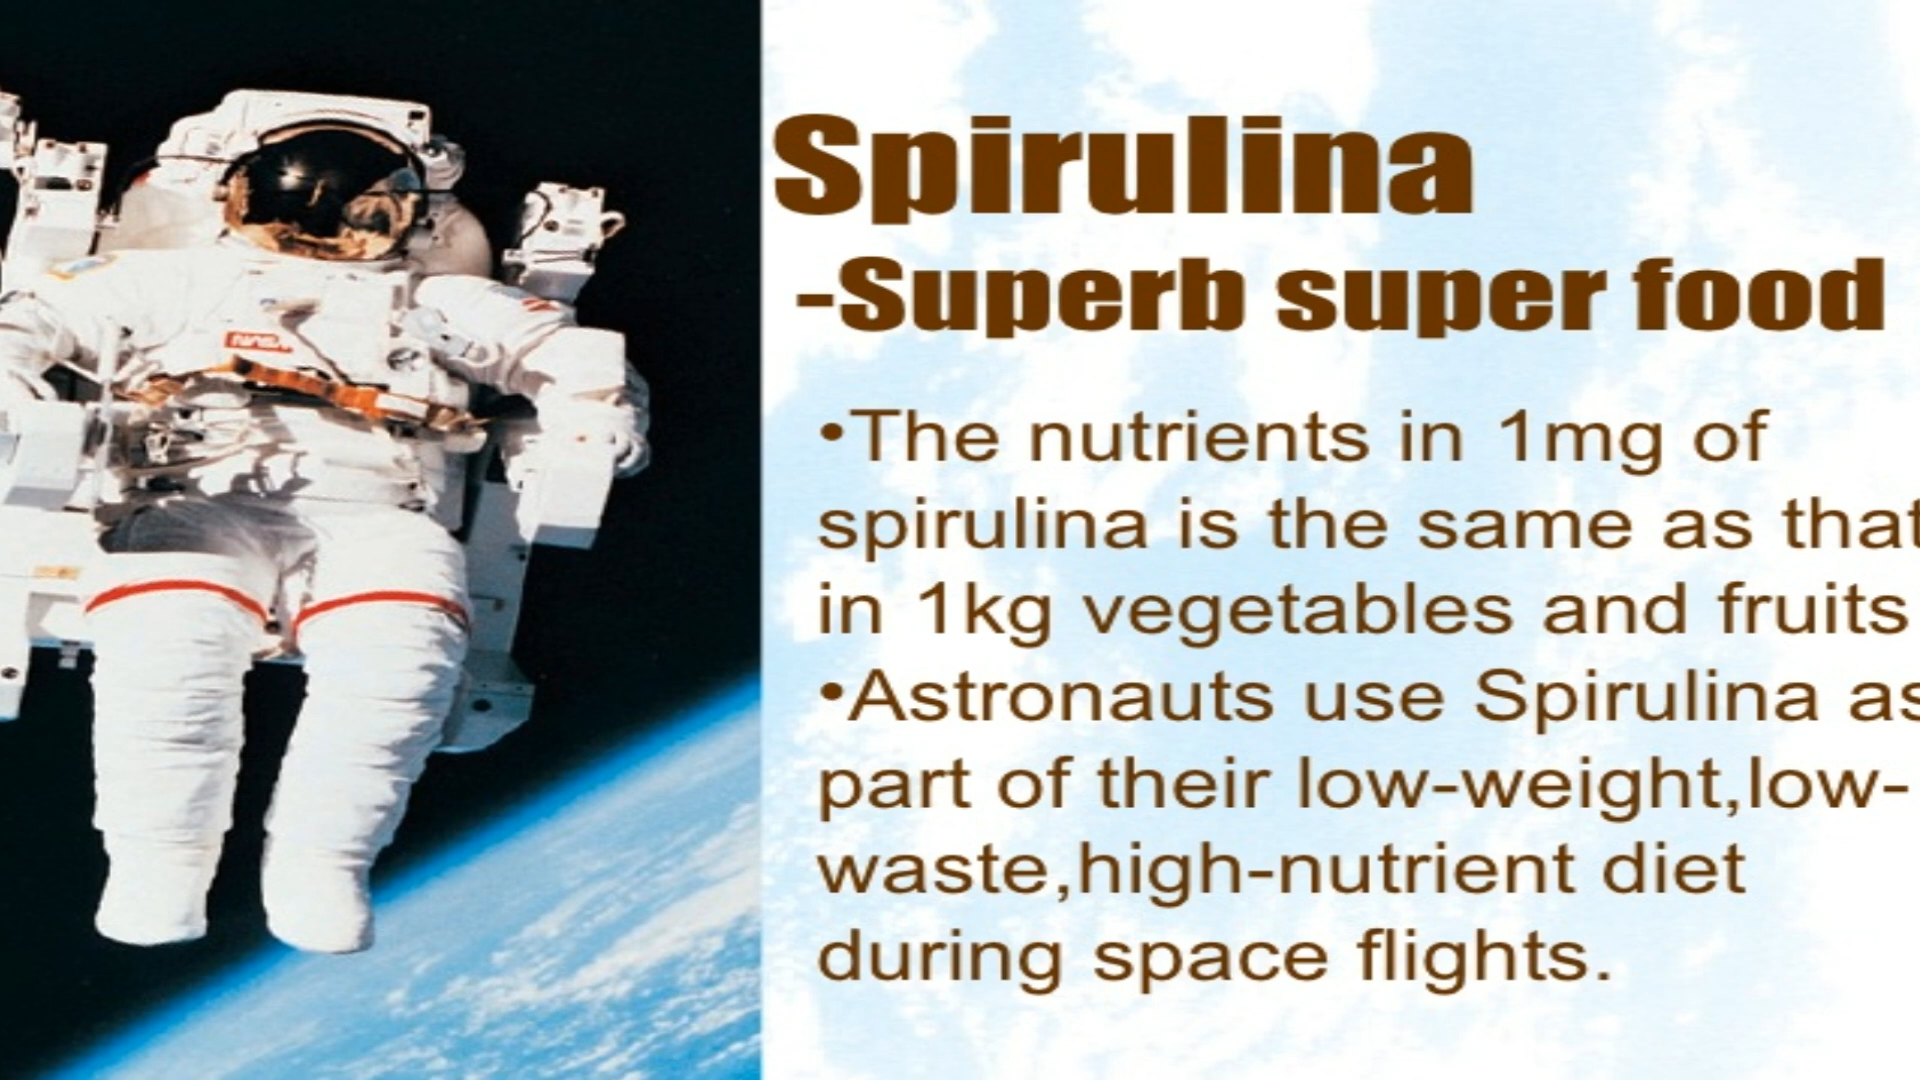 NASA
Spirulina
-Superb super food
•The nutrients in 1mg of
spirulina is the same as that
in 1kg vegetables and fruits
•Astronauts use Spirulina as
part of their low-weight,low-
waste,high-nutrient diet
during space flights.